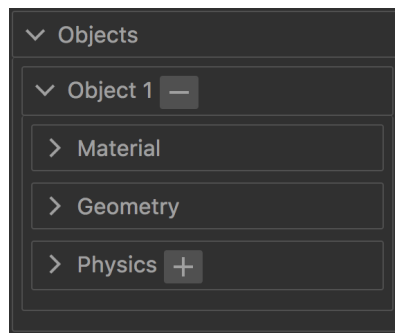 Objects
Object 1 −
Material
Geometry
Physics +